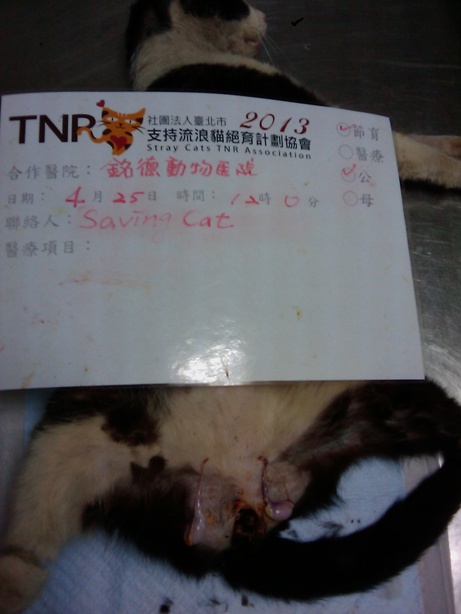 TNR 社團法人臺北市 2013
支持流浪貓絕育計劃協會
Stray Cats TNR Association
節育
醫療
公
母
合作醫院：銘德動物医院
日期：4月25日 時間：12時0分
聯絡人：Saving Cat
醫療項目：